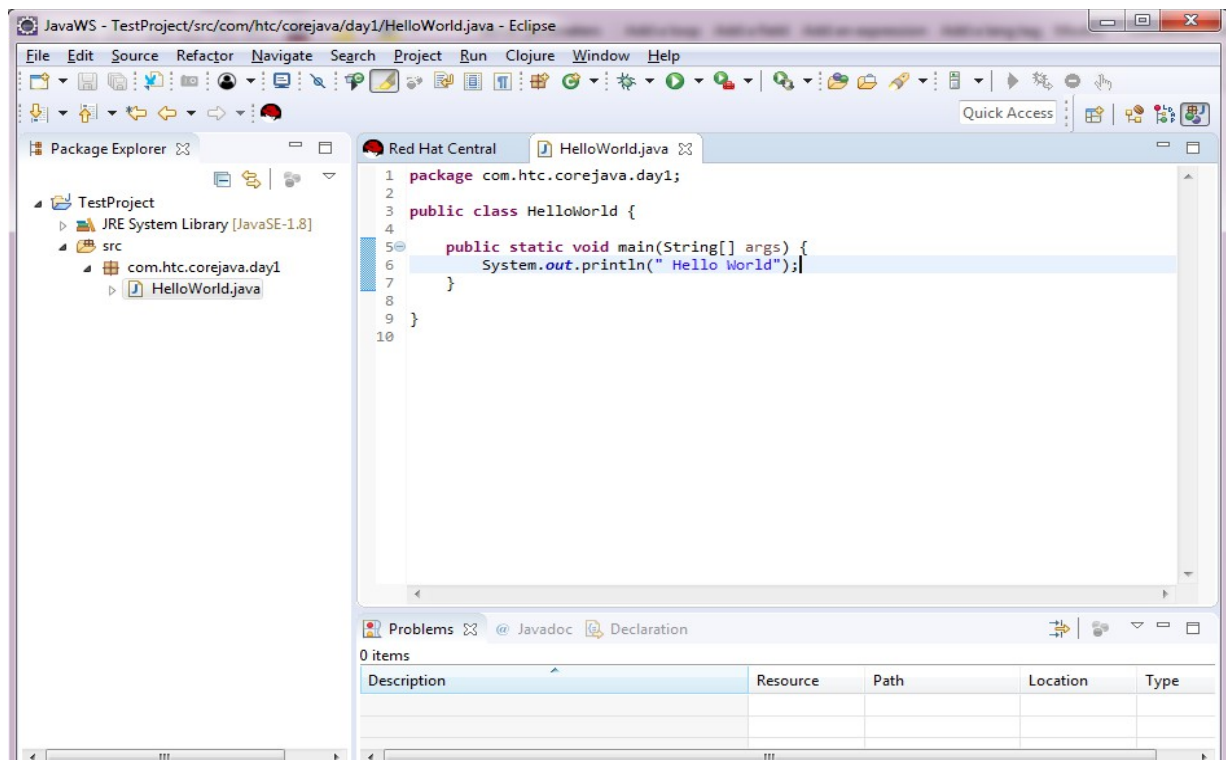 JavaWS - TestProject/src/com/htc/corejava/day1/HelloWorld.java - Eclipse
File Edit Source Refactor Navigate Search Project Run Clojure Window Help
Quick Access
Package Explorer
TestProject
JRE System Library [JavaSE-1.8]
src
com.htc.corejava.day1
HelloWorld.java
Red Hat Central HelloWorld.java
1 package com.htc.corejava.day1;
2
3 public class HelloWorld {
4
5 public static void main(String[] args) {
6 System.out.println(" Hello World");
7 }
8
9 }
10
Problems @ Javadoc Declaration
0 items
Description Resource Path Location Type